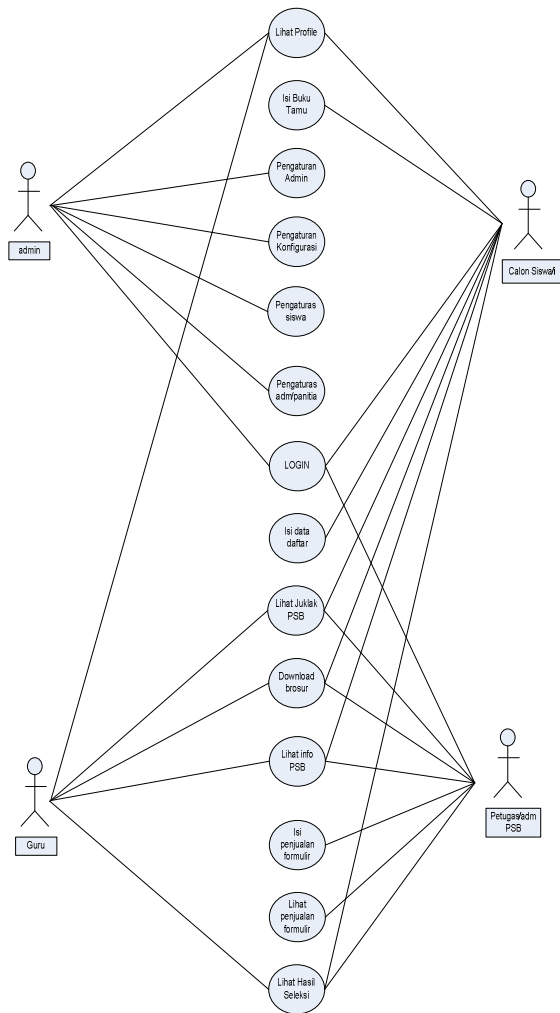 Lihat Profile
Isi Buku
Tamu
Pengaturan
Admin
admin
Calon Siswa/i
Pengaturan
Konfigurasi
Pengaturas
siswa
Pengaturas
adm/panitia
LOGIN
Isi data
daftar
Lihat Juklak
PSB
Download
brosur
Lihat info
PSB
Guru
Petugas/adm
PSB
Isi
penjualan
formulir
Lihat
penjualan
formulir
Lihat Hasil
Seleksi